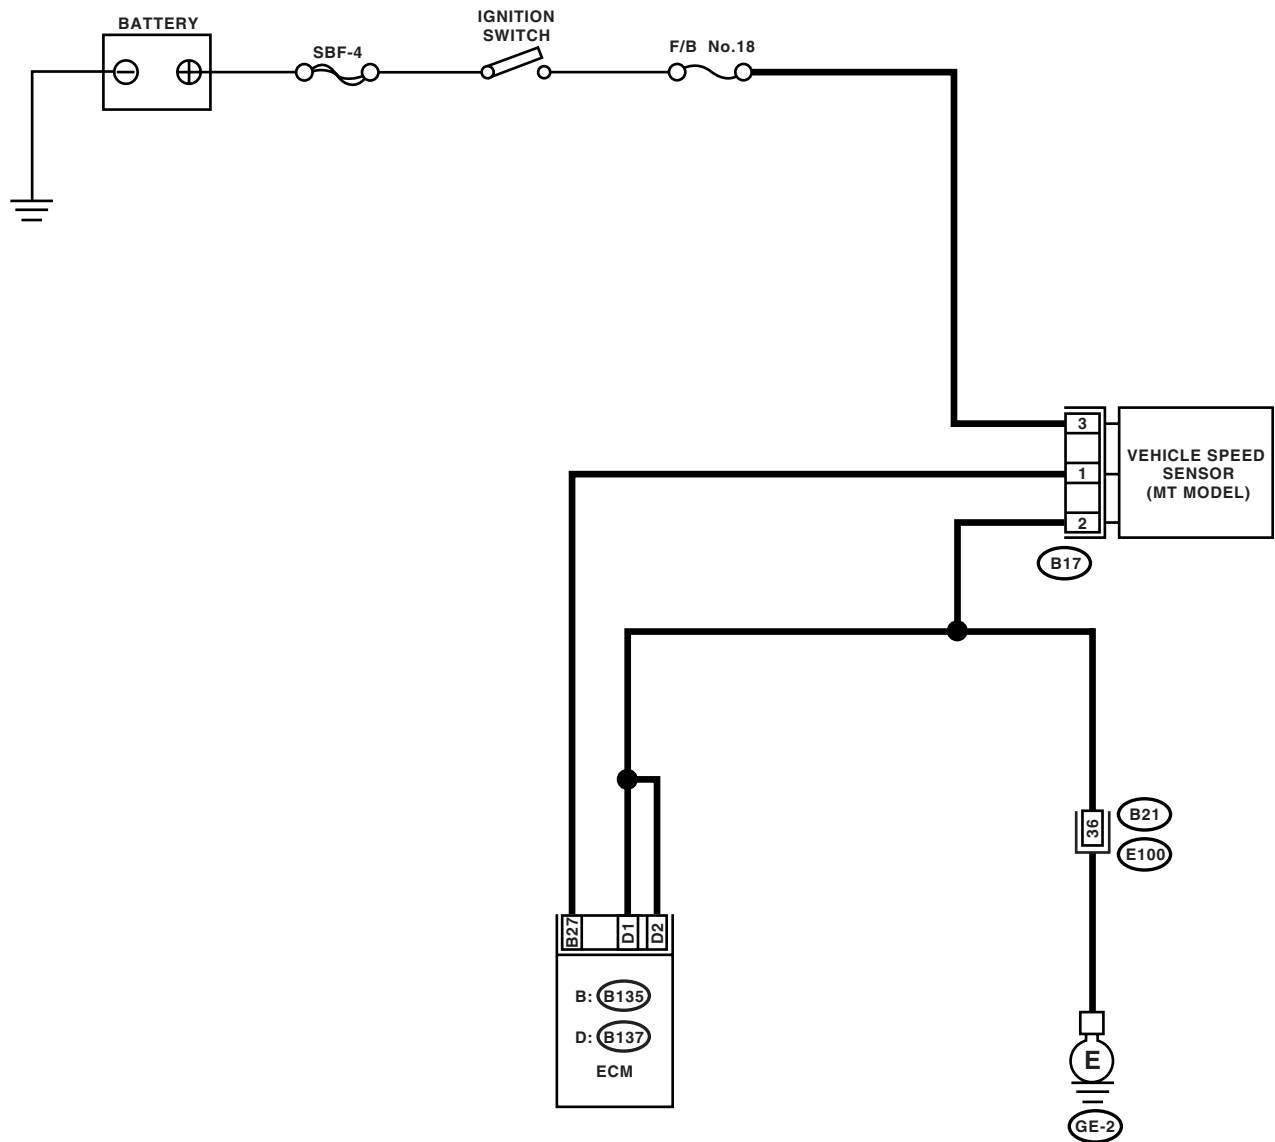 BATTERY
SBF-4
IGNITION
SWITCH
F/B No.18
3
1
2
VEHICLE SPEED
SENSOR
(MT MODEL)
B17
36
B21
E100
B27
D1
D2
B: B135
D: B137
ECM
E
GE-2